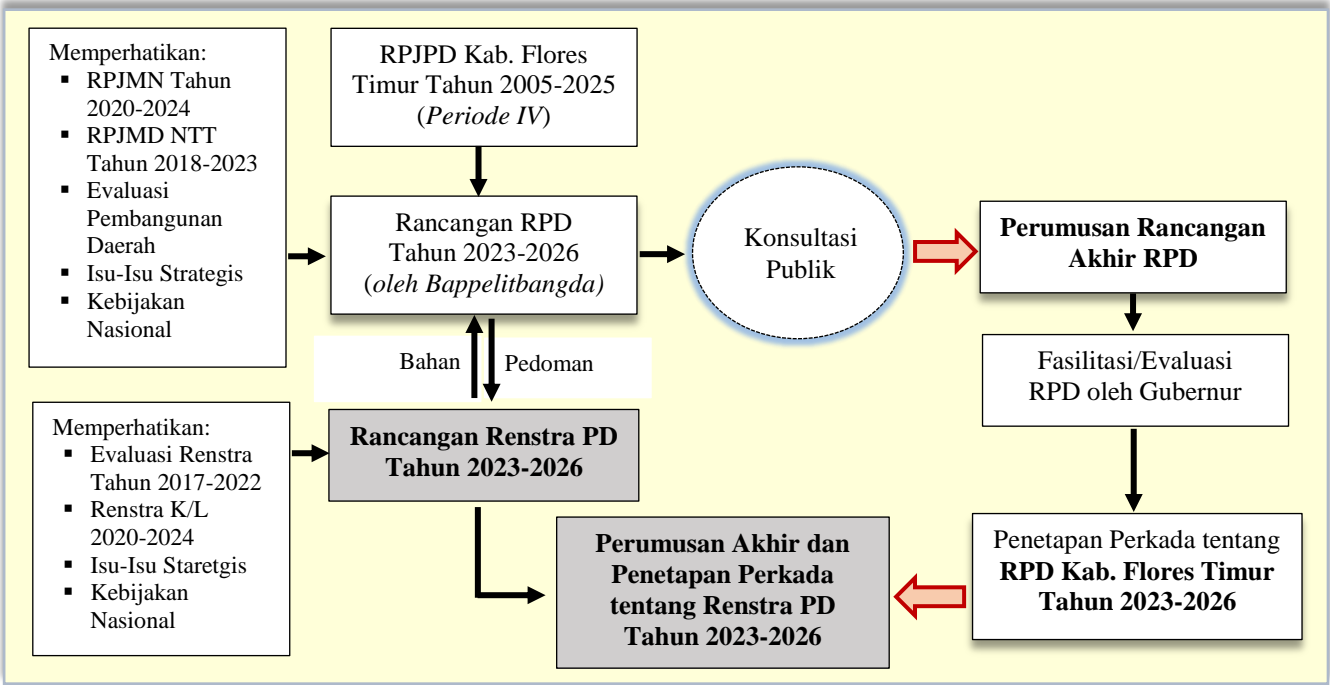 Memperhatikan:
▪ RPJMN Tahun
2020-2024
▪ RPJMD NTT
Tahun 2018-2023
▪ Evaluasi
Pembangunan
Daerah
▪ Isu-Isu Strategis
▪ Kebijakan
Nasional
RPJPD Kab. Flores
Timur Tahun 2005-2025
(Periode IV)
Rancangan RPD
Tahun 2023-2026
(oleh Bappelitbangda)
Konsultasi
Publik
Perumusan Rancangan
Akhir RPD
Fasilitasi/Evaluasi
RPD oleh Gubernur
Bahan
Pedoman
Memperhatikan:
▪ Evaluasi Renstra
Tahun 2017-2022
▪ Renstra K/L
2020-2024
▪ Isu-Isu Staretgis
▪ Kebijakan
Nasional
Rancangan Renstra PD
Tahun 2023-2026
Perumusan Akhir dan
Penetapan Perkada
tentang Renstra PD
Tahun 2023-2026
Penetapan Perkada tentang
RPD Kab. Flores Timur
Tahun 2023-2026